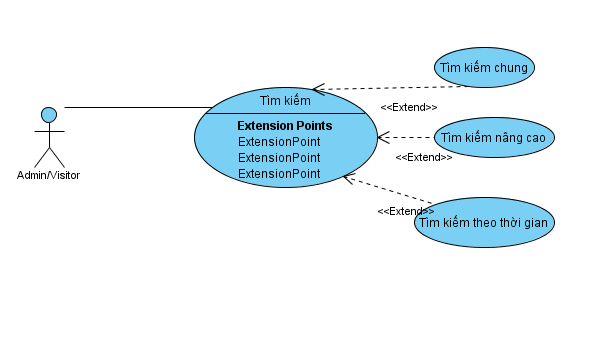 Tìm kiếm chung
Tìm kiếm
<<Extend>>
Extension Points
ExtensionPoint
ExtensionPoint
ExtensionPoint
Tìm kiếm nâng cao
<<Extend>>
Admin/Visitor
<<Extend>>
Tìm kiếm theo thời gian